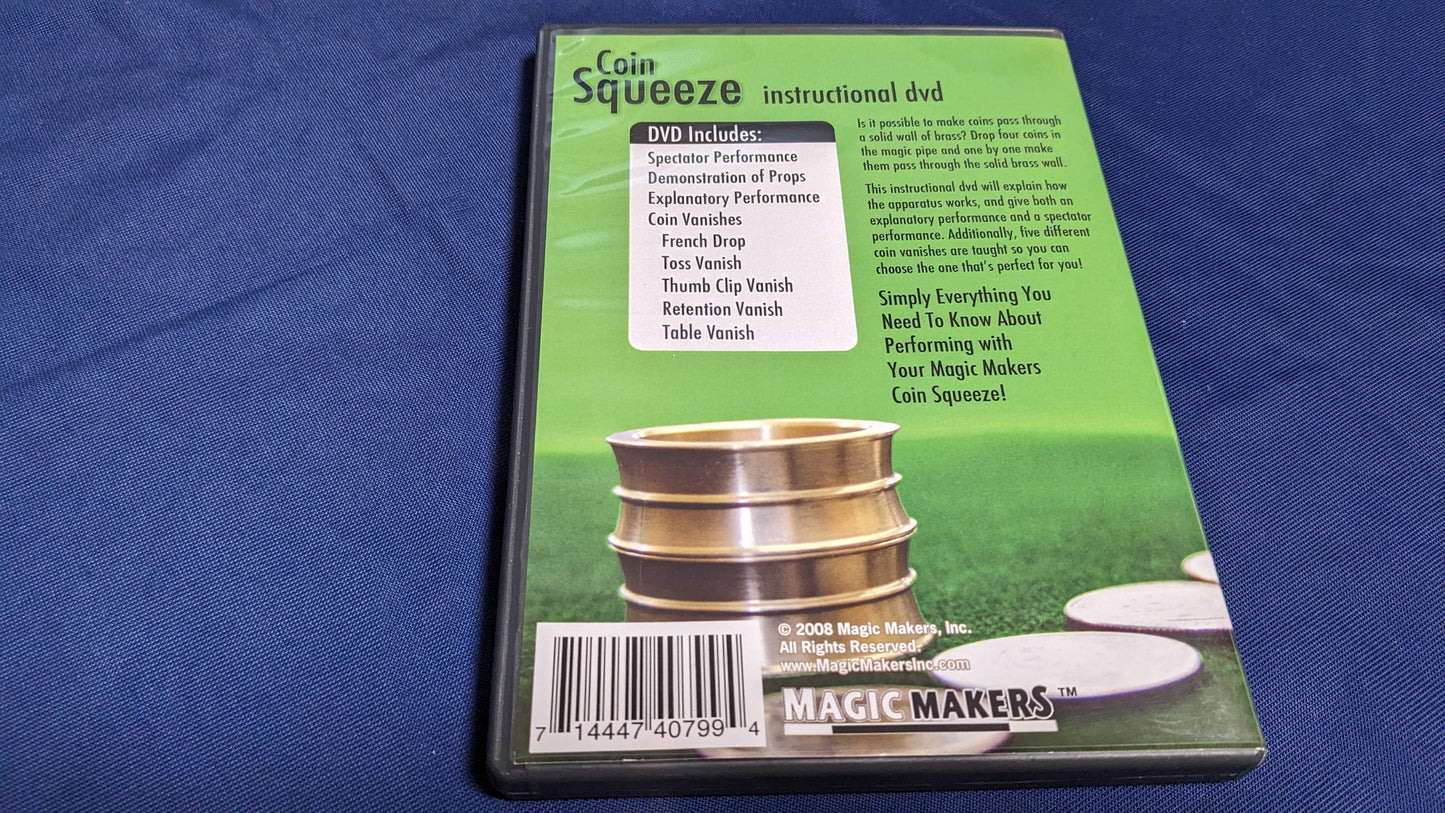 Coin
Squeeze instructional dvd
DVD Includes:
Spectator Performance
Demonstration of Props
Explanatory Performance
Coin Vanishes
French Drop
Toss Vanish
Thumb Clip Vanish
Retention Vanish
Table Vanish
Is it possible to make coins pass through
a solid wall of brass? Drop four coins in
the magic pipe and one by one make
them pass through the solid brass wall.
This instructional dvd will explain how
the apparatus works, and give both an
explanatory performance and a spectator
performance. Additionally, five different
coin vanishes are taught so you can
choose the one that's perfect for you!
Simply Everything You
Need To Know About
Performing with
Your Magic Makers
Coin Squeeze!
© 2008 Magic Makers, Inc.
All Rights Reserved.
www.MagicMakersInc.com
MAGIC MAKERS™
7 14447 40799 4